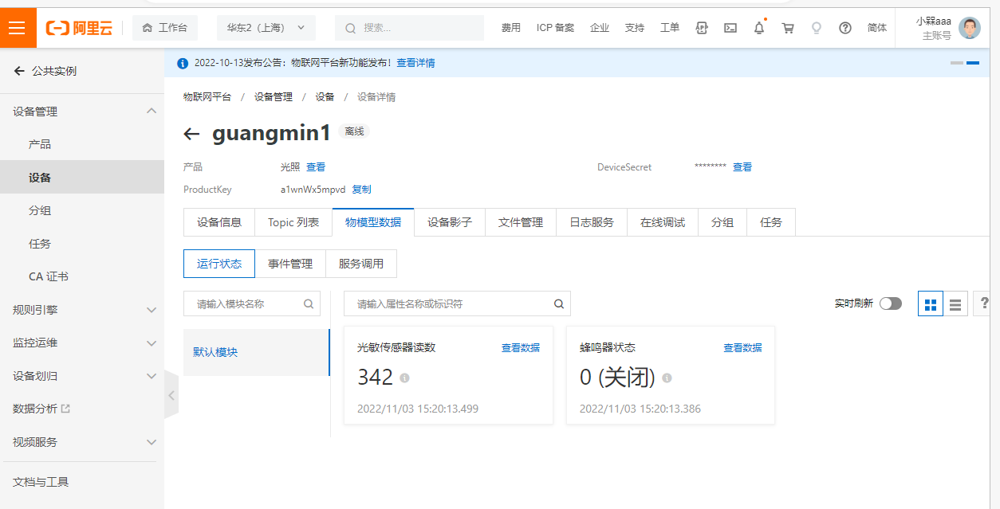 阿里云
工作台
华东2（上海）
搜索...
费用 ICP 备案 企业 支持 工单 简体
小槑aaa
主账号
公共实例
2022-10-13发布公告：物联网平台新功能发布！查看详情
物联网平台 / 设备管理 / 设备 / 设备详情
设备管理
产品
设备
分组
任务
CA 证书
规则引擎
监控运维
设备划归
数据分析
视频服务
文档与工具
guangmin1 离线
产品 光照 查看
DeviceSecret ******** 查看
ProductKey a1wnWx5mpvd 复制
设备信息 Topic 列表 物模型数据 设备影子 文件管理 日志服务 在线调试 分组 任务
运行状态 事件管理 服务调用
请输入模块名称
请输入属性名称或标识符
实时刷新
?
默认模块
光敏传感器读数 查看数据
342
2022/11/03 15:20:13.499
蜂鸣器状态 查看数据
0 (关闭)
2022/11/03 15:20:13.386